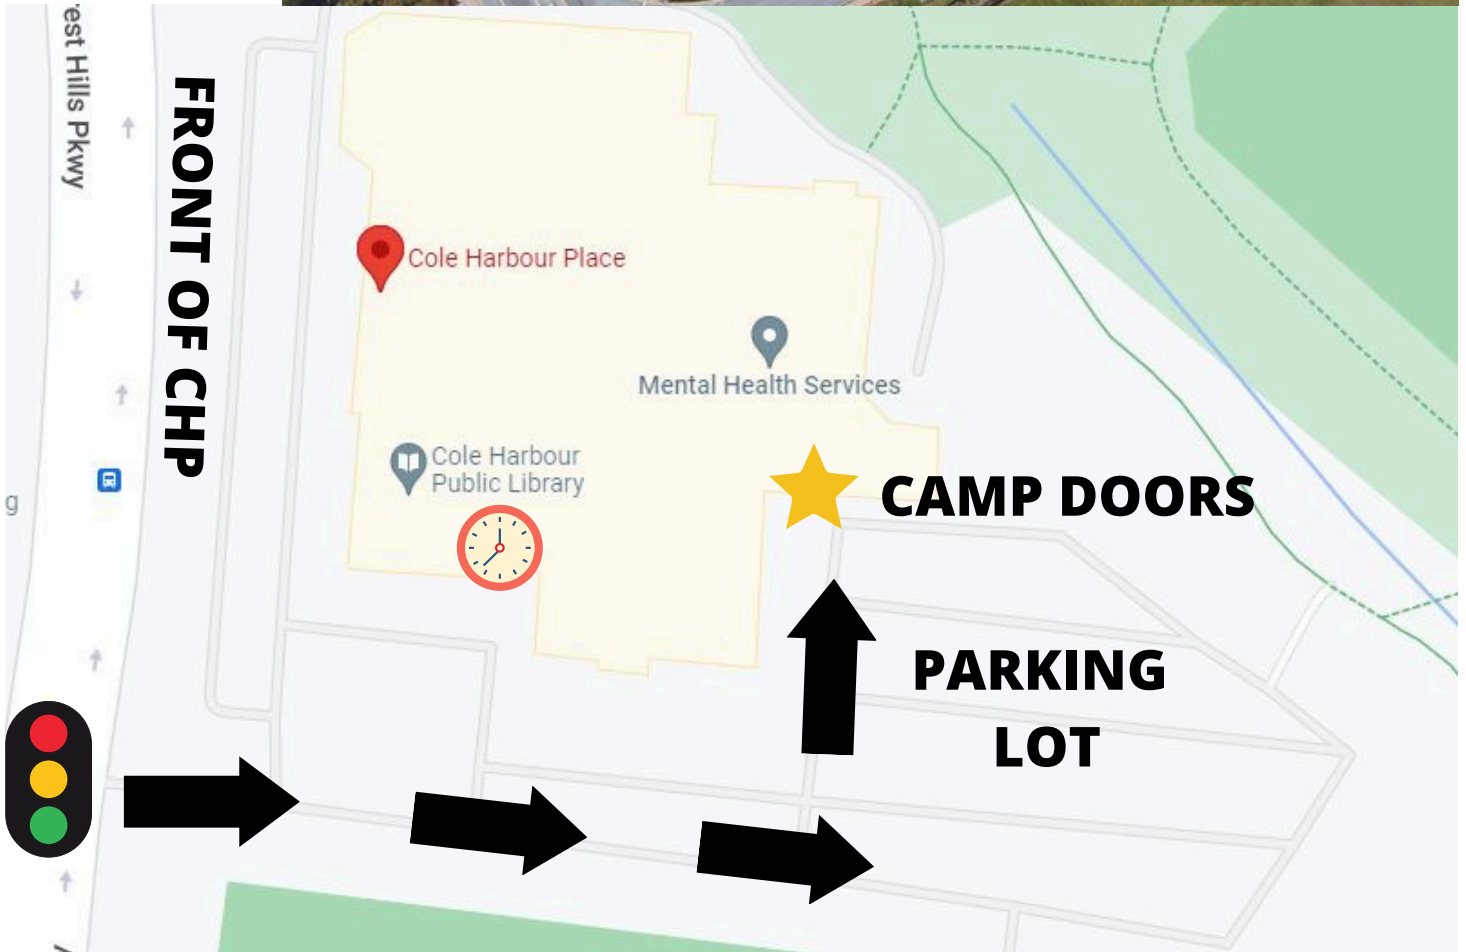 est Hills Pkwy
FRONT OF CHP
Cole Harbour Place
Mental Health Services
Cole Harbour
Public Library
g
CAMP DOORS
PARKING
LOT